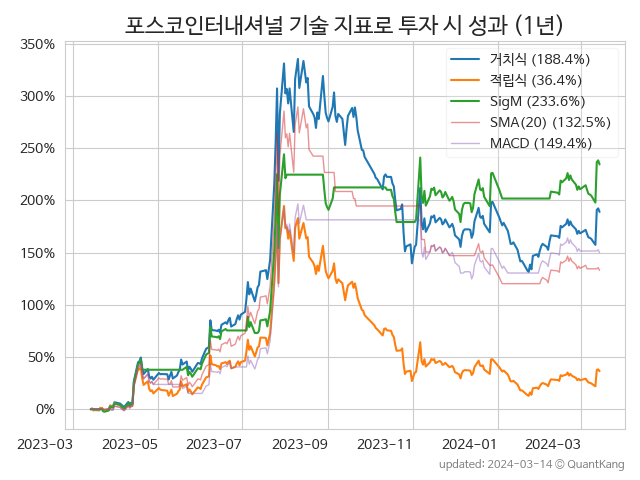 포스코인터내셔널 기술 지표로 투자 시 성과 (1년)
350%
300%
250%
200%
150%
100%
50%
0%
거치식 (188.4%)
적립식 (36.4%)
SigM (233.6%)
SMA(20) (132.5%)
MACD (149.4%)
2023-03
2023-05
2023-07
2023-09
2023-11
2024-01
2024-03
updated: 2024-03-14 © QuantKang